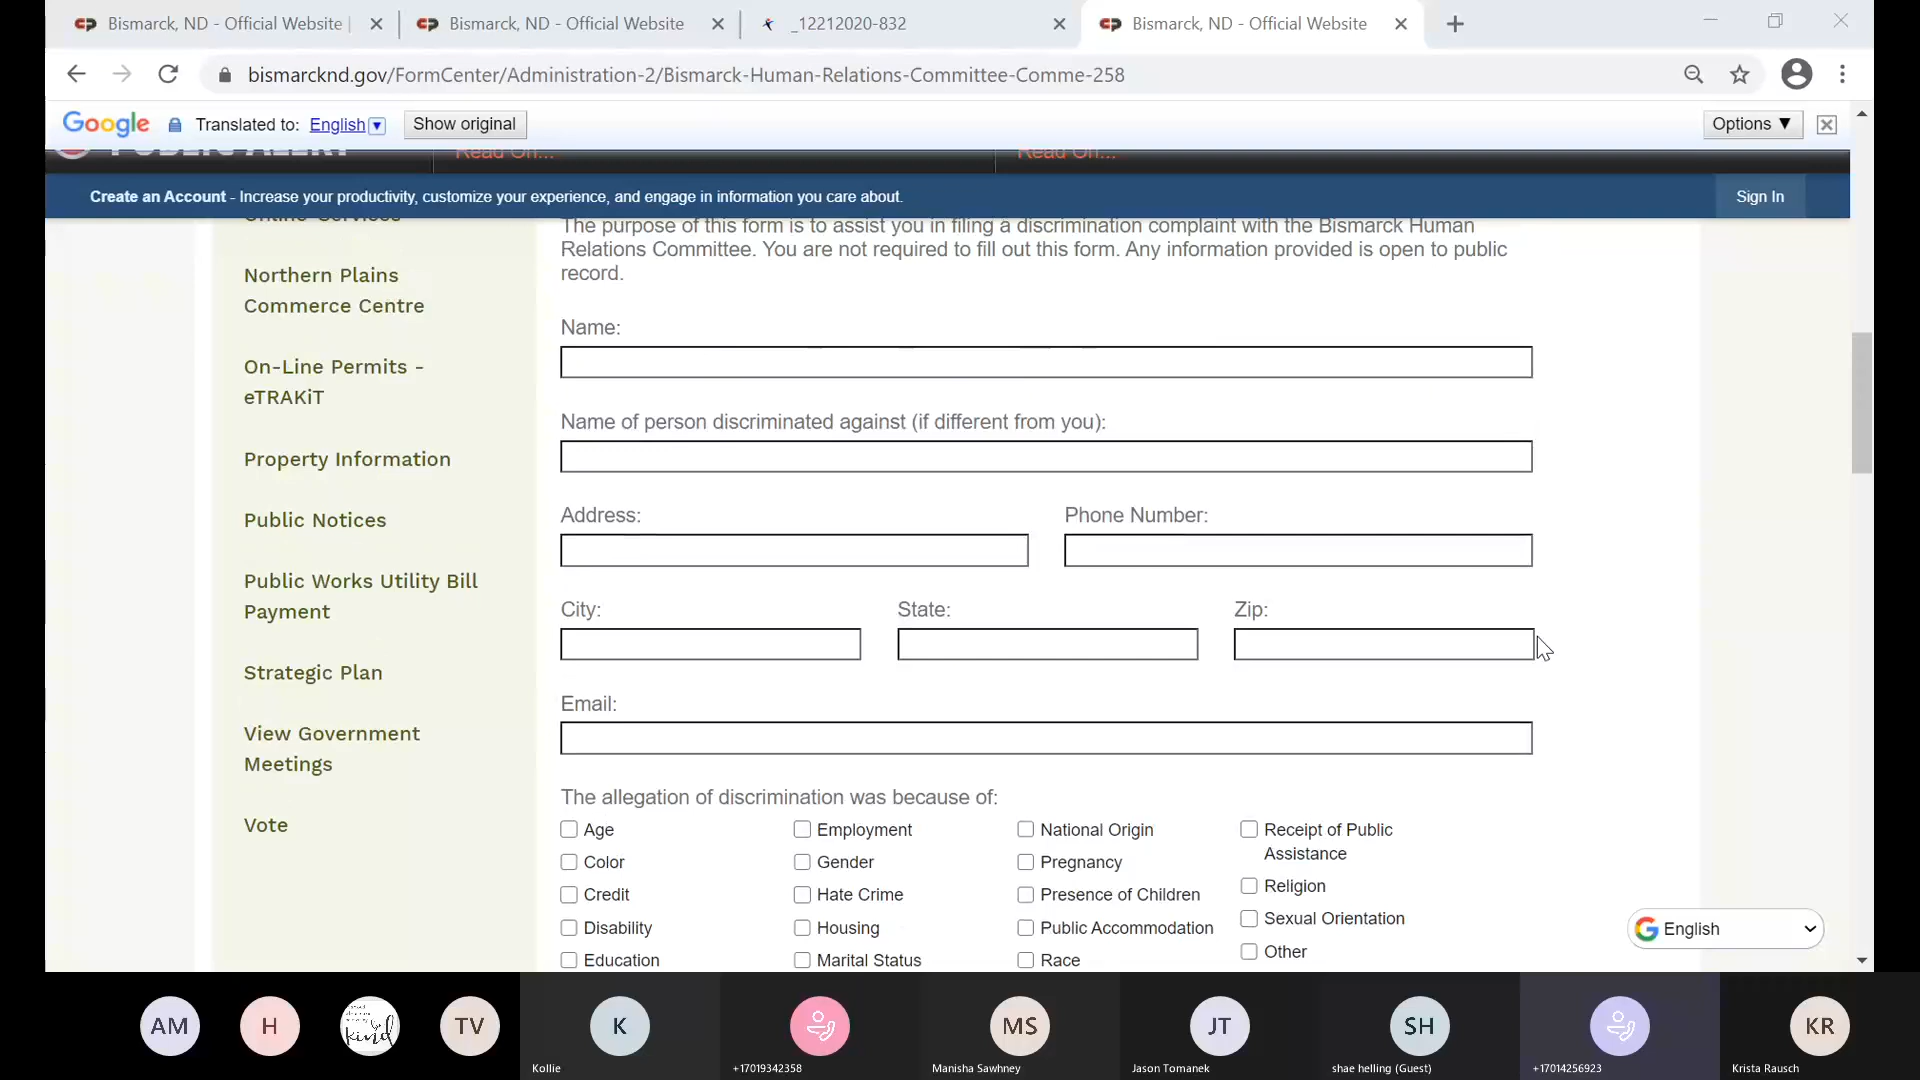 Bismarck, ND - Official Website |
Bismarck, ND - Official Website
_12212020-832
Bismarck, ND - Official Website
bismarcknd.gov/FormCenter/Administration-2/Bismarck-Human-Relations-Committee-Comme-258
Google Translated to: English Show original Options ▼
PUBLIC ALERT
Read On... Read On...
Create an Account - Increase your productivity, customize your experience, and engage in information you care about. Sign In
Online Services
Northern Plains
Commerce Centre
On-Line Permits -
eTRAKiT
Property Information
Public Notices
Public Works Utility Bill
Payment
Strategic Plan
View Government
Meetings
Vote
The purpose of this form is to assist you in filing a discrimination complaint with the Bismarck Human
Relations Committee. You are not required to fill out this form. Any information provided is open to public
record.
Name:
Name of person discriminated against (if different from you):
Address: Phone Number:
City: State: Zip:
Email:
The allegation of discrimination was because of:
Age
Color
Credit
Disability
Education
Employment
Gender
Hate Crime
Housing
Marital Status
National Origin
Pregnancy
Presence of Children
Public Accommodation
Race
Receipt of Public
Assistance
Religion
Sexual Orientation
Other
G English
AM H kind TV K MS JT SH KR
Kollie +17019342358 Manisha Sawhney Jason Tomanek shae helling (Guest) +17014256923 Krista Rausch